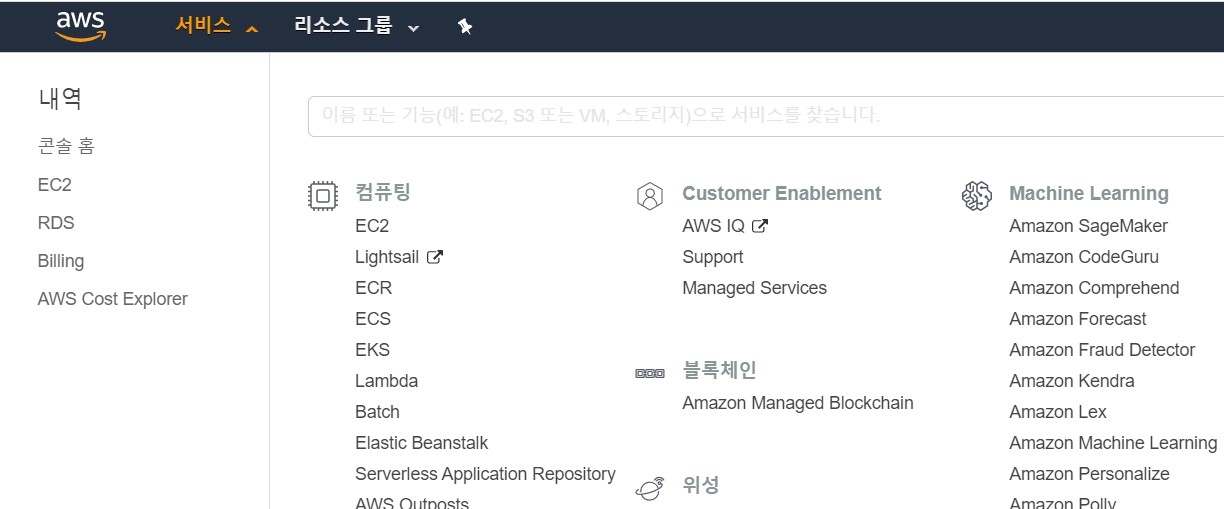 aws
서비스
리소스 그룹
내역
콘솔 홈
EC2
RDS
Billing
AWS Cost Explorer
이름 또는 기능(예: EC2, S3 또는 VM, 스토리지)으로 서비스를 찾습니다.
컴퓨팅
EC2
Lightsail
ECR
ECS
EKS
Lambda
Batch
Elastic Beanstalk
Serverless Application Repository
AWS Outposts
Customer Enablement
AWS IQ
Support
Managed Services
블록체인
Amazon Managed Blockchain
위성
Machine Learning
Amazon SageMaker
Amazon CodeGuru
Amazon Comprehend
Amazon Forecast
Amazon Fraud Detector
Amazon Kendra
Amazon Lex
Amazon Machine Learning
Amazon Personalize
Amazon Polly